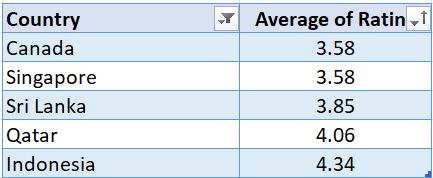 Country Average of Ratin
Canada 3.58
Singapore 3.58
Sri Lanka 3.85
Qatar 4.06
Indonesia 4.34